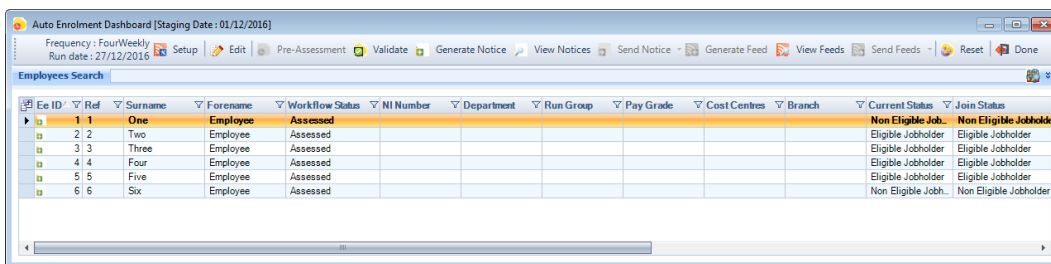 Auto Enrolment Dashboard [Staging Date : 01/12/2016]
Frequency : FourWeekly Setup Edit Pre-Assessment Validate Generate Notice View Notices Send Notice Generate Feed View Feeds Send Feeds Reset Done
Run date : 27/12/2016
Employees Search
Ee ID Ref Surname Forename Workflow Status NI Number Department Run Group Pay Grade Cost Centres Branch Current Status Join Status
1 1 One Employee Assessed Non Eligible Job... Non Eligible Jobholde
2 2 Two Employee Assessed Eligible Jobholder Eligible Jobholder
3 3 Three Employee Assessed Eligible Jobholder Eligible Jobholder
4 4 Four Employee Assessed Eligible Jobholder Eligible Jobholder
5 5 Five Employee Assessed Eligible Jobholder Eligible Jobholder
6 6 Six Employee Assessed Non Eligible Jobh... Non Eligible Jobholder